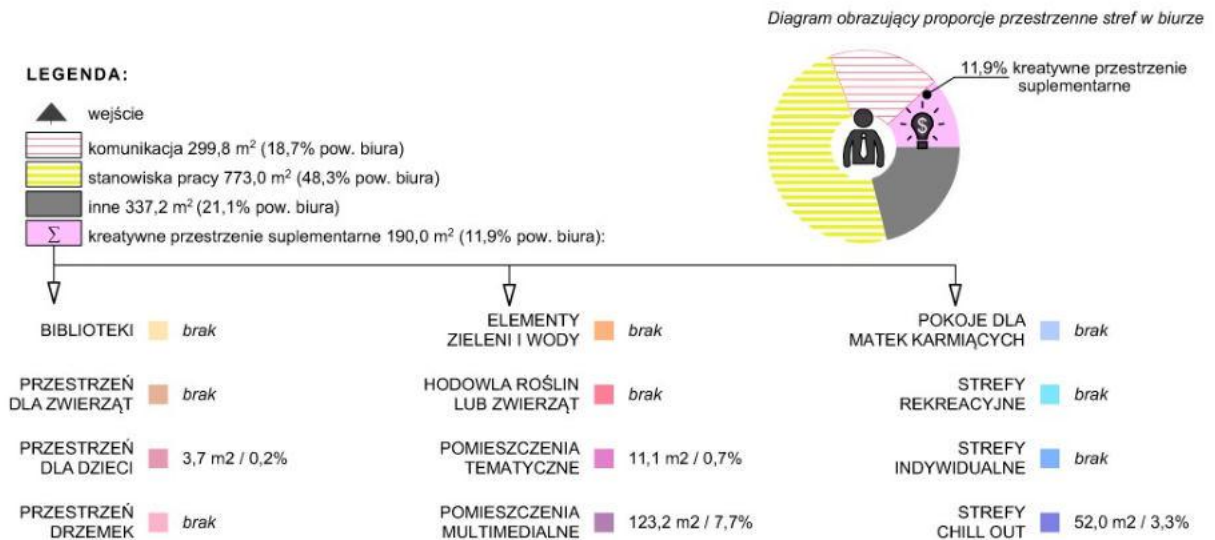 Diagram obrazujący proporcje przestrzenne stref w biurze
11,9% kreatywne przestrzenie
suplementarne
$
LEGENDA:
wejście
komunikacja 299,8 m² (18,7% pow. biura)
stanowiska pracy 773,0 m² (48,3% pow. biura)
inne 337,2 m² (21,1% pow. biura)
∑ kreatywne przestrzenie suplementarne 190,0 m² (11,9% pow. biura):
BIBLIOTEKI brak
PRZESTRZEŃ
DLA ZWIERZĄT brak
PRZESTRZEŃ
DLA DZIECI 3,7 m2 / 0,2%
PRZESTRZEŃ
DRZEMEK brak
ELEMENTY
ZIELENI I WODY brak
HODOWLA ROŚLIN
LUB ZWIERZĄT brak
POMIESZCZENIA
TEMATYCZNE 11,1 m2 / 0,7%
POMIESZCZENIA
MULTIMEDIALNE 123,2 m2 / 7,7%
POKOJE DLA
MATEK KARMIĄCYCH brak
STREFY
REKREACYJNE brak
STREFY
INDYWIDUALNE brak
STREFY
CHILL OUT 52,0 m2 / 3,3%